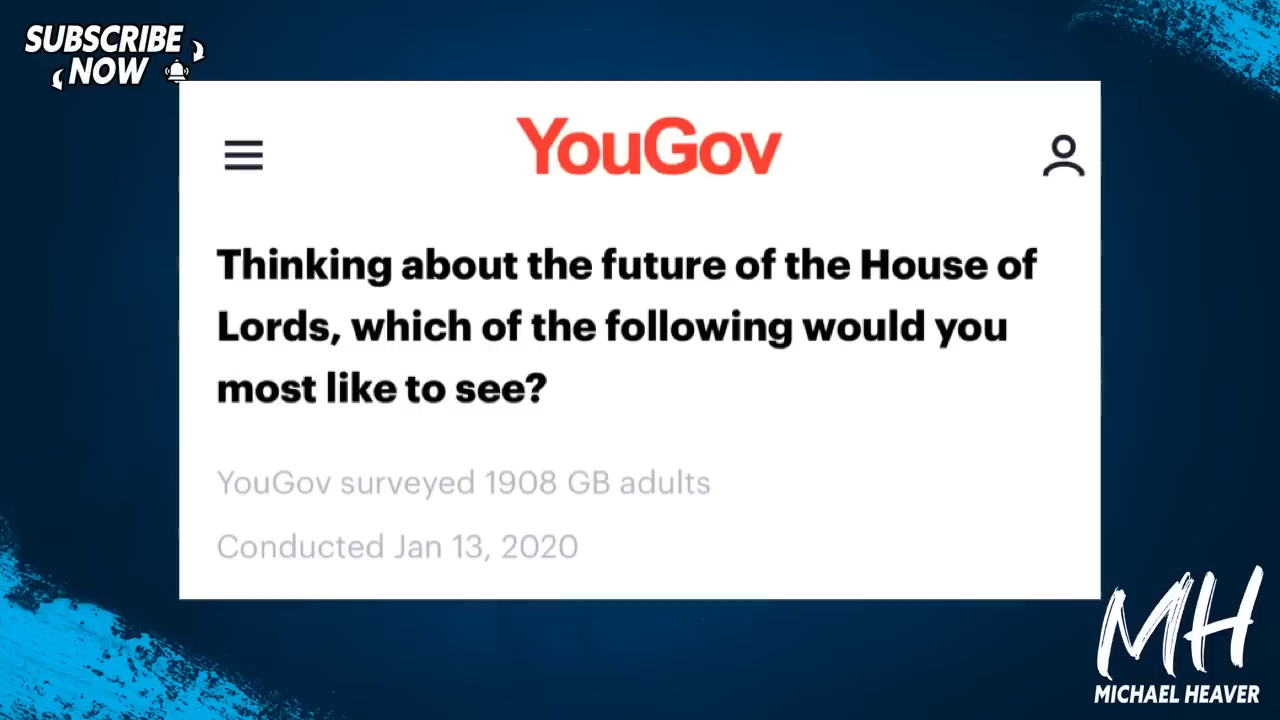 SUBSCRIBE
NOW
YouGov
Thinking about the future of the House of
Lords, which of the following would you
most like to see?
YouGov surveyed 1908 GB adults
Conducted Jan 13, 2020
MH
MICHAEL HEAVER